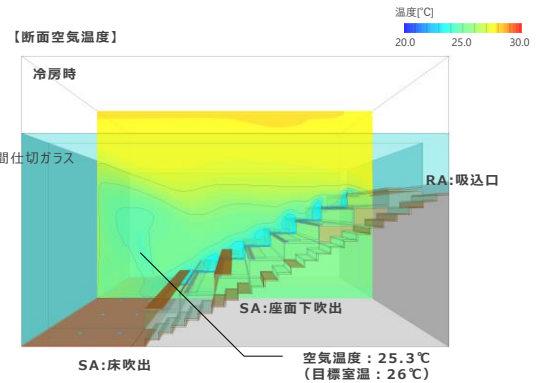 温度[℃]
20.0 25.0 30.0
【断面空気温度】
冷房時
間仕切ガラス
RA:吸込口
SA:座面下吹出
SA:床吹出
空気温度：25.3℃
（目標室温：26℃）